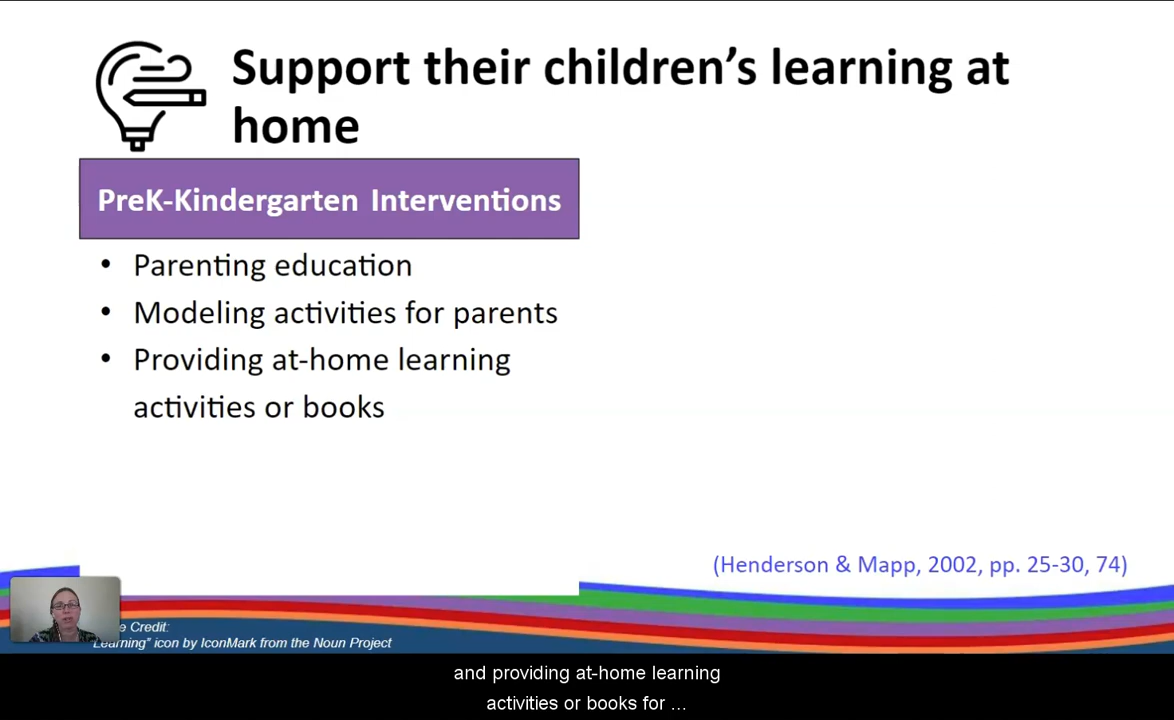 Support their children’s learning at
home
PreK-Kindergarten Interventions
• Parenting education
• Modeling activities for parents
• Providing at-home learning
activities or books
(Henderson & Mapp, 2002, pp. 25-30, 74)
Credit:
Learning” icon by IconMark from the Noun Project
and providing at-home learning
activities or books for ...